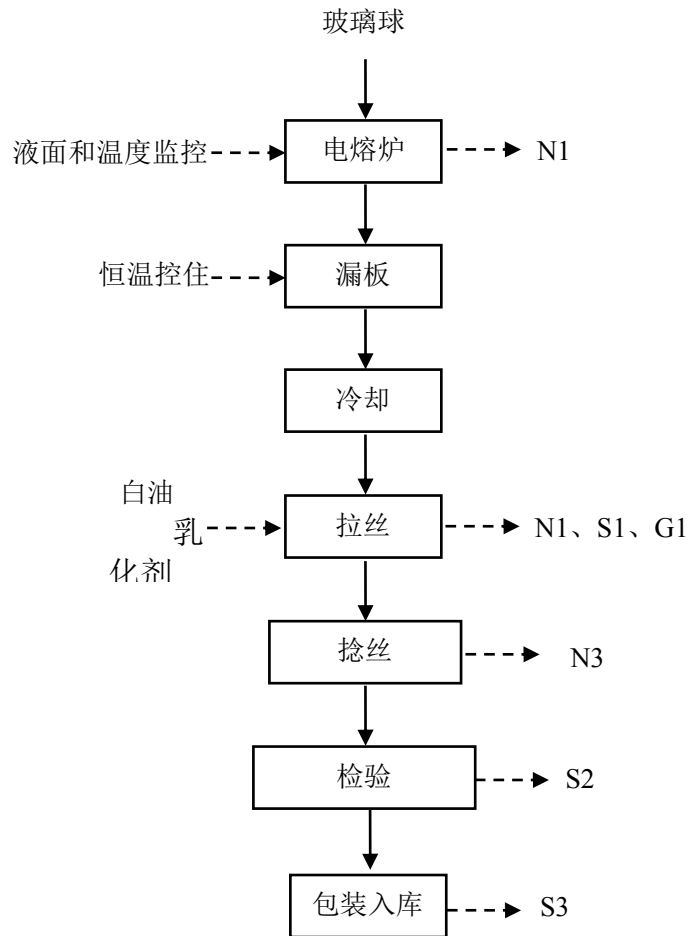 玻璃球
液面和温度监控
电熔炉
N1
恒温控住
漏板
冷却
白油
乳
化剂
拉丝
N1、S1、G1
捻丝
N3
检验
S2
包装入库
S3